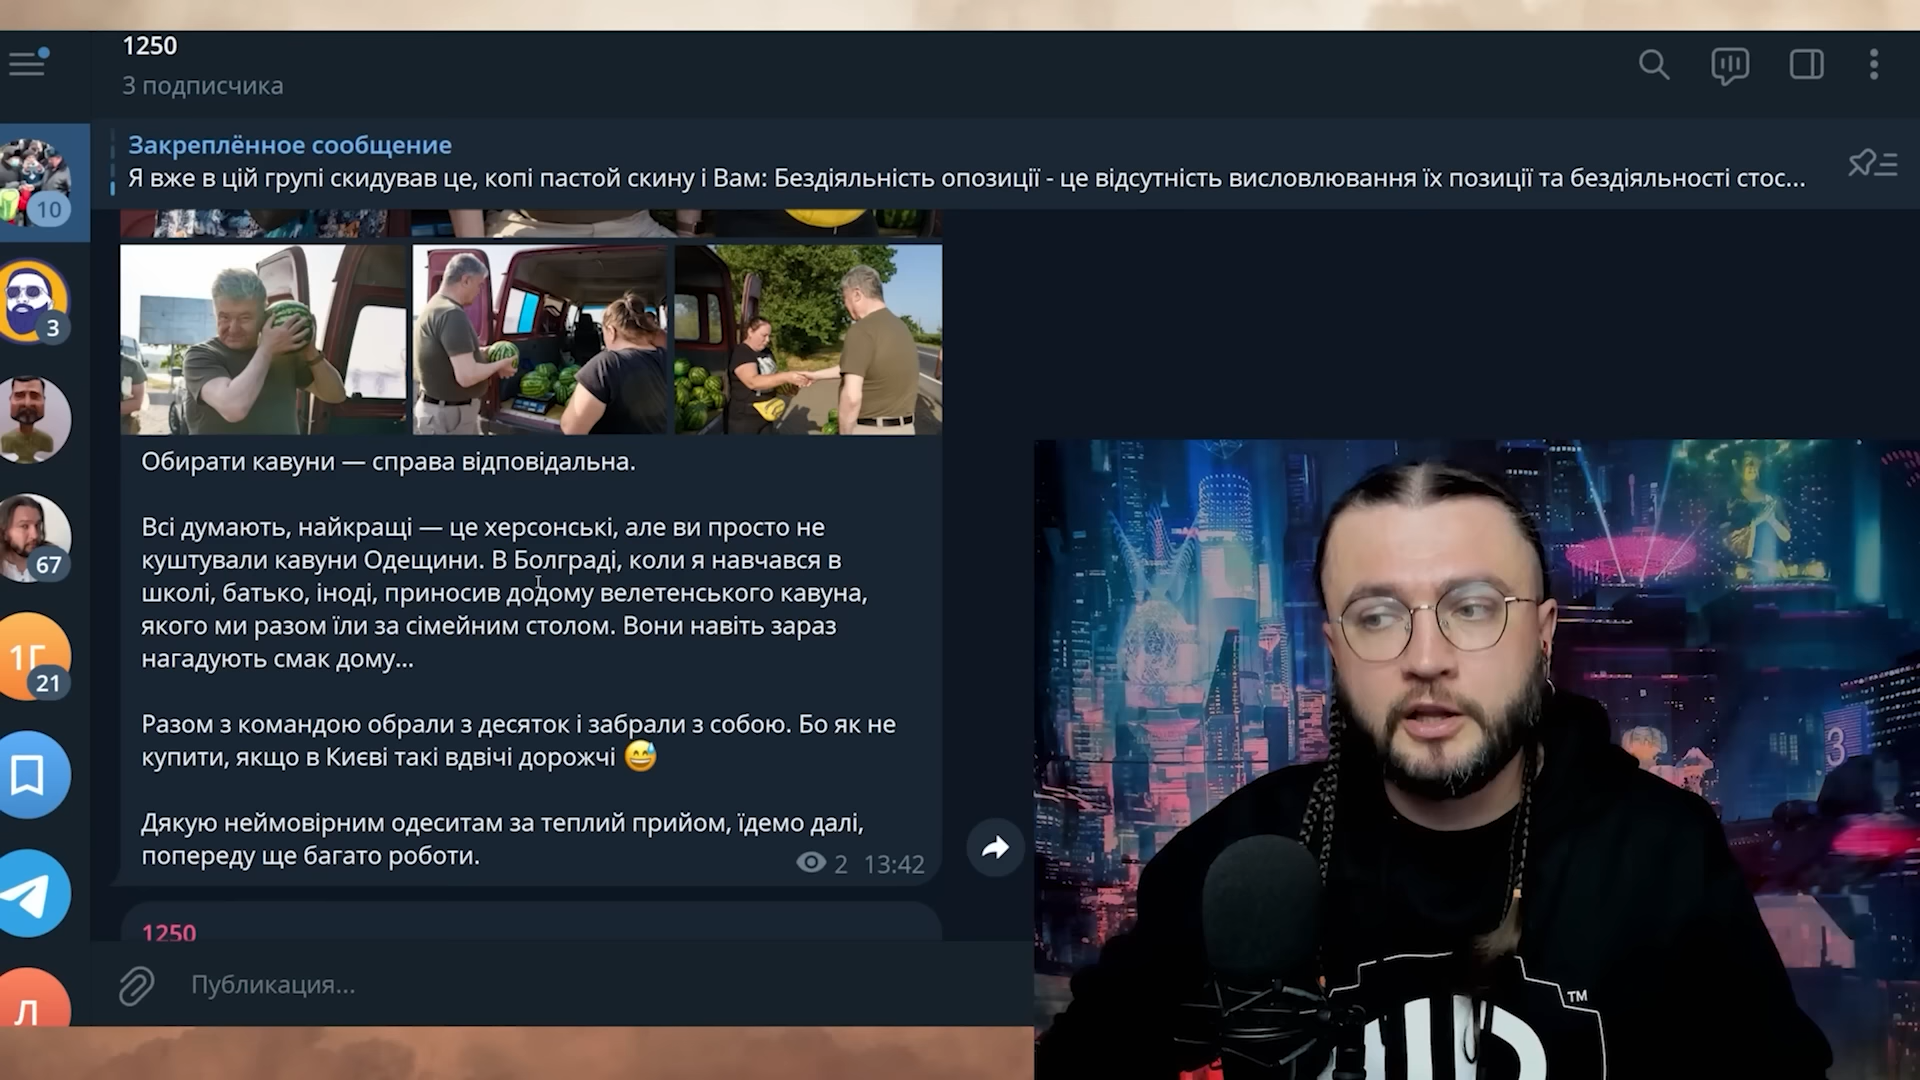 1250
3 подписчика
Закреплённое сообщение
Я вже в цій групі скидував це, копі пастой скину і Вам: Бездіяльність опозиції - це відсутність висловлювання їх позиції та бездіяльності стос...
10
3
67
1Г
21
Л
Обирати кавуни — справа відповідальна.
Всі думають, найкращі — це херсонські, але ви просто не
куштували кавуни Одещини. В Болграді, коли я навчався в
школі, батько, іноді, приносив додому велетенського кавуна,
якого ми разом їли за сімейним столом. Вони навіть зараз
нагадують смак дому...
Разом з командою обрали з десяток і забрали з собою. Бо як не
купити, якщо в Києві такі вдвічі дорожчі 😅
Дякую неймовірним одеситам за теплий прийом, їдемо далі,
попереду ще багато роботи.
2 13:42
1250
Публикация...
3
TM